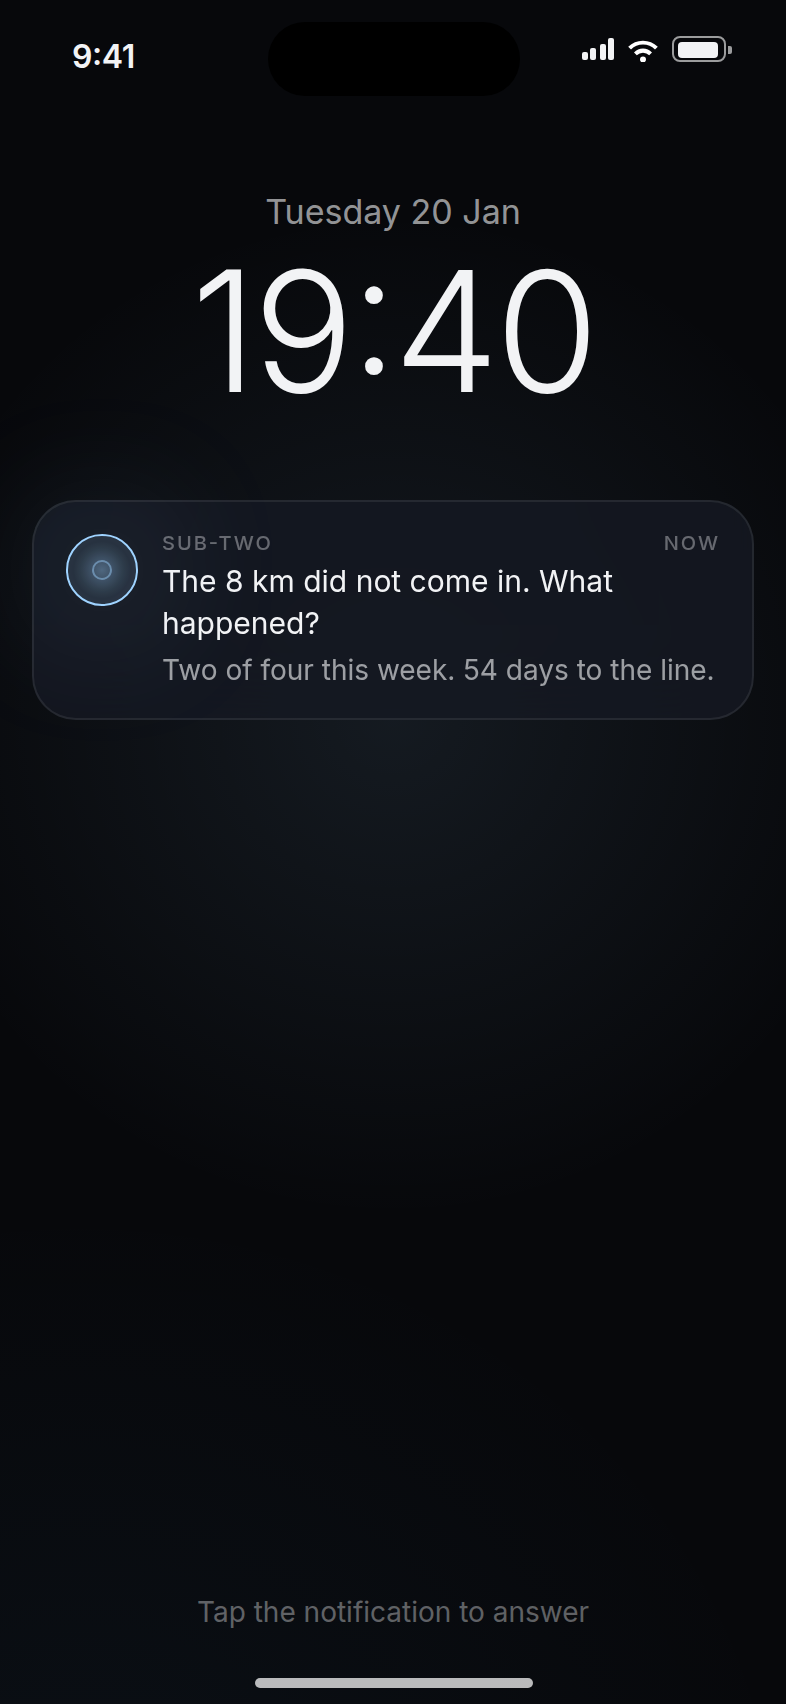 9:41
Tuesday 20 Jan
19:40
SUB-TWO NOW
The 8 km did not come in. What
happened?
Two of four this week. 54 days to the line.
Tap the notification to answer